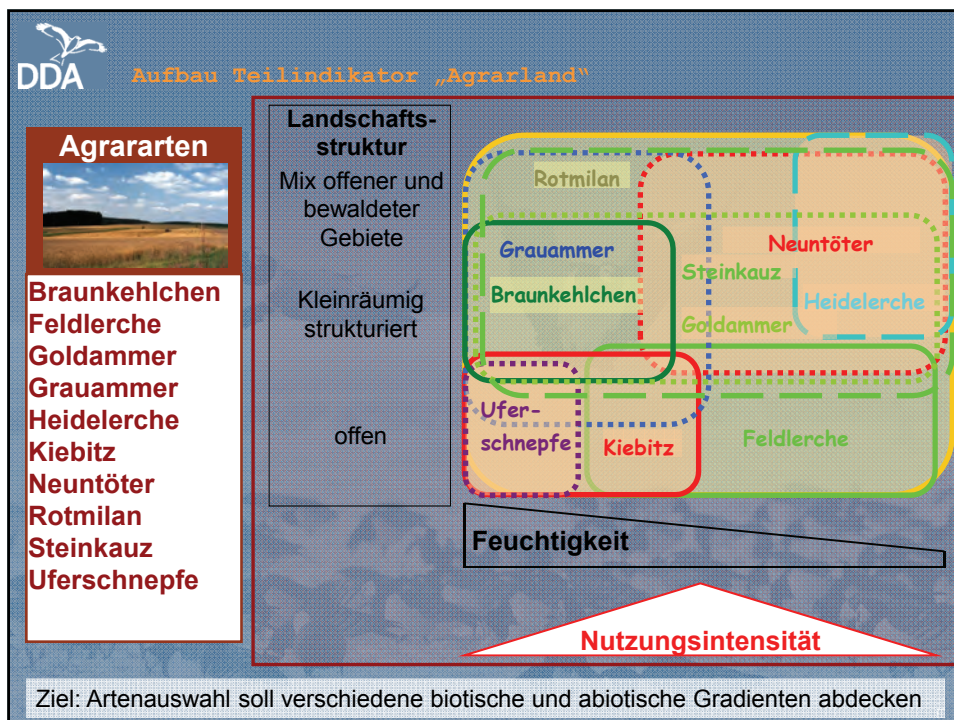 DDA
Aufbau Teilindikator „Agrarland“
Agrararten
Braunkehlchen
Feldlerche
Goldammer
Grauammer
Heidelerche
Kiebitz
Neuntöter
Rotmilan
Steinkauz
Uferschnepfe
Landschafts-
struktur
Mix offener und
bewaldeter
Gebiete
Kleinräumig
strukturiert
offen
Rotmilan
Grauammer
Neuntöter
Steinkauz
Braunkehlchen
Heidelerche
Goldammer
Ufer-
schnepfe
Kiebitz
Feldlerche
Feuchtigkeit
Nutzungsintensität
Ziel: Artenauswahl soll verschiedene biotische und abiotische Gradienten abdecken